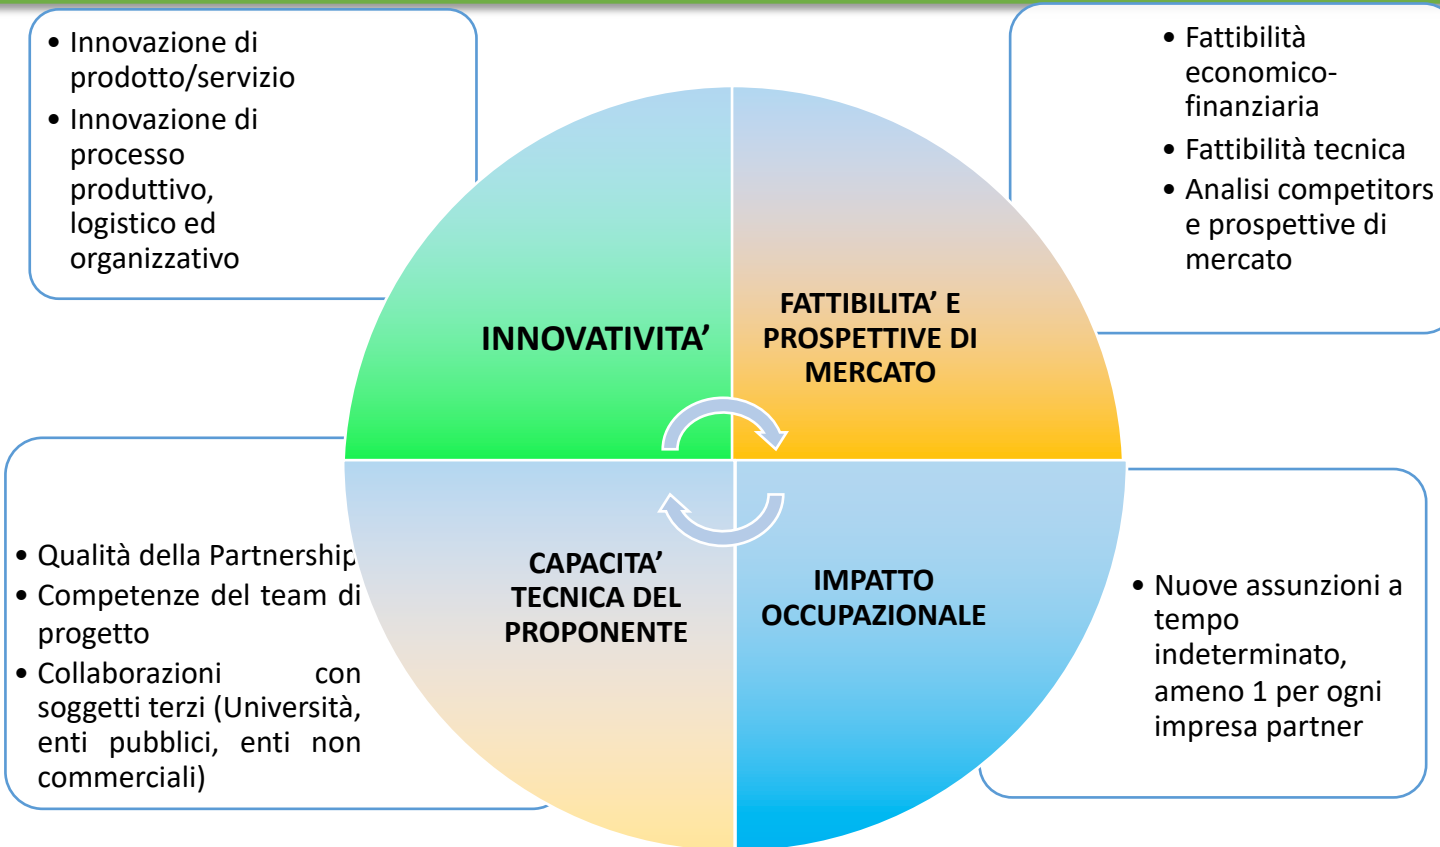 • Innovazione di
prodotto/servizio
• Innovazione di
processo
produttivo,
logistico ed
organizzativo
• Fattibilità
economico-
finanziaria
• Fattibilità tecnica
• Analisi competitors
e prospettive di
mercato
INNOVATIVITA’
FATTIBILITA’ E
PROSPETTIVE DI
MERCATO
• Qualità della Partnership
• Competenze del team di
progetto
• Collaborazioni con
soggetti terzi (Università,
enti pubblici, enti non
commerciali)
CAPACITA’
TECNICA DEL
PROPONENTE
IMPATTO
OCCUPAZIONALE
• Nuove assunzioni a
tempo
indeterminato,
ameno 1 per ogni
impresa partner